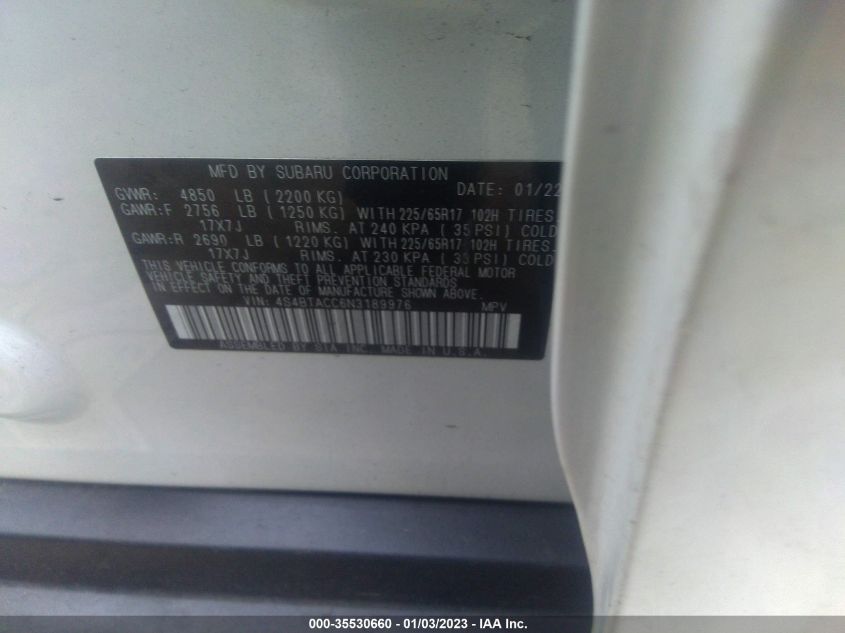 MFD BY SUBARU CORPORATION
GVWR: 4850 LB (2200 KG) DATE: 01/22
GAWR:F 2756 LB (1250 KG) WITH 225/65R17 102H TIRES.
17X7J RIMS. AT 240 KPA (35 PSI) COLD
GAWR:R 2690 LB (1220 KG) WITH 225/65R17 102H TIRES.
17X7J RIMS. AT 230 KPA (33 PSI) COLD
THIS VEHICLE CONFORMS TO ALL APPLICABLE FEDERAL MOTOR
VEHICLE SAFETY AND THEFT PREVENTION STANDARDS
IN EFFECT ON THE DATE OF MANUFACTURE SHOWN ABOVE.
VIN: 4S4BTACC6N3189976 MPV
ASSEMBLED BY SIA INC. MADE IN U.S.A.
000-35530660 - 01/03/2023 - IAA Inc.